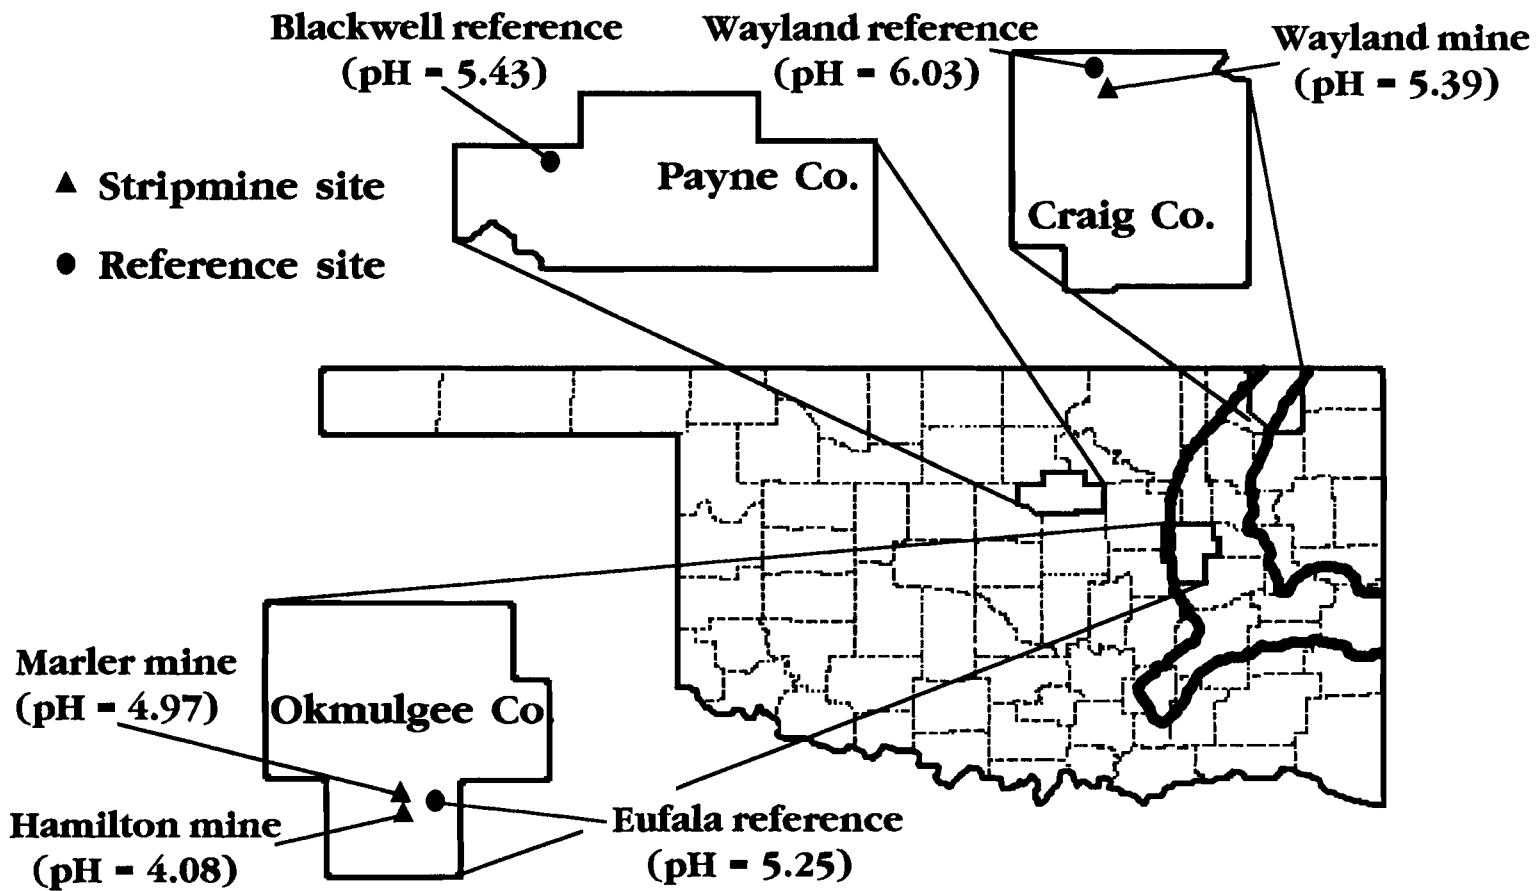 Blackwell reference
(pH = 5.43)
Wayland reference
(pH = 6.03)
Wayland mine
(pH = 5.39)
Stripmine site
Reference site
Payne Co.
Craig Co.
Marler mine
(pH = 4.97)
Okmulgee Co.
Hamilton mine
(pH = 4.08)
Eufala reference
(pH = 5.25)